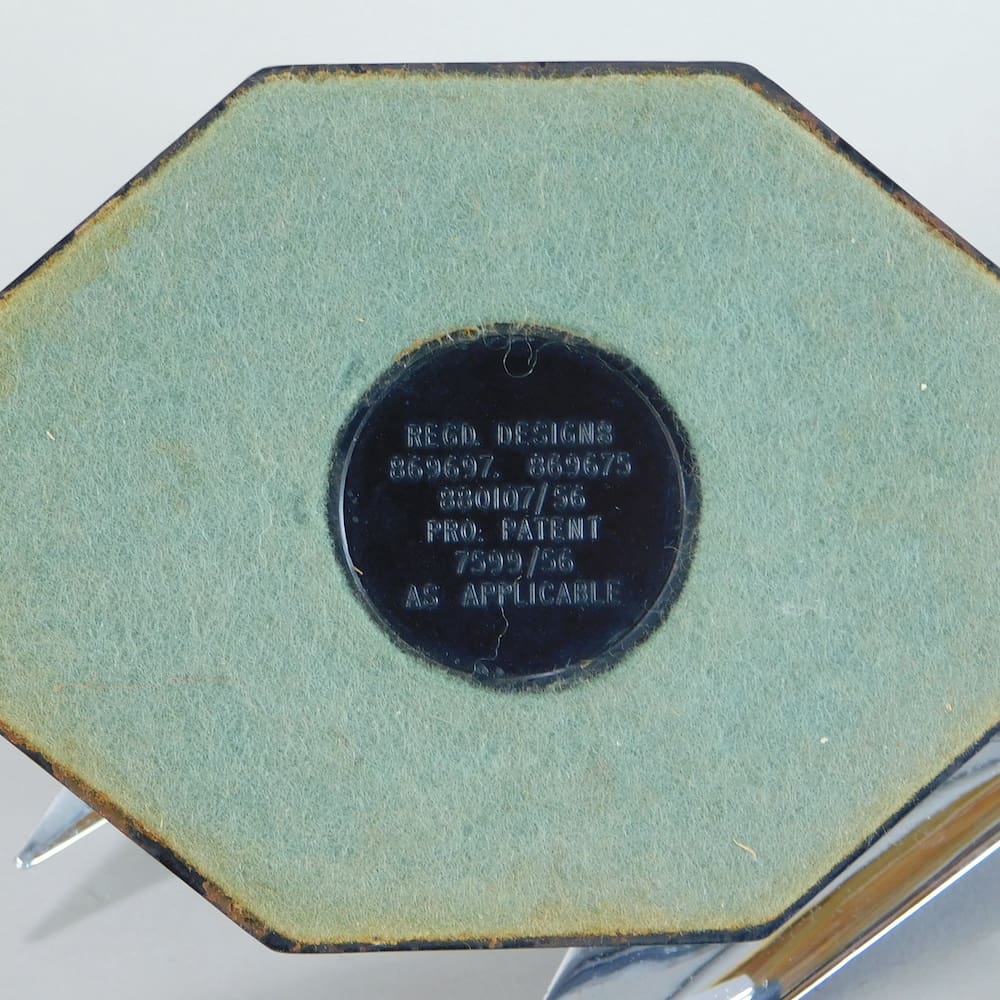 REGD. DESIGNS
869697. 869675
880107/56
PRO. PATENT
7599/56
AS APPLICABLE